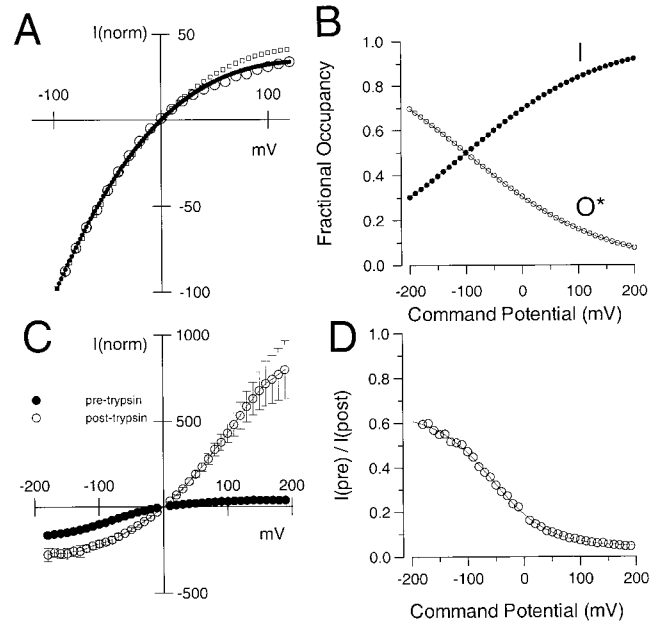 A
I(norm)
50
-100
100
mV
-50
-100
B
Fractional Occupancy
1.0
0.8
0.6
0.4
0.2
0.0
I
O*
-200
-100
0
100
200
Command Potential (mV)
C
I(norm)
1000
500
pre-trypsin
post-trypsin
-200
-100
100
200
mV
-500
D
I(pre) / I(post)
1.0
0.8
0.6
0.4
0.2
0.0
-200
-100
0
100
200
Command Potential (mV)